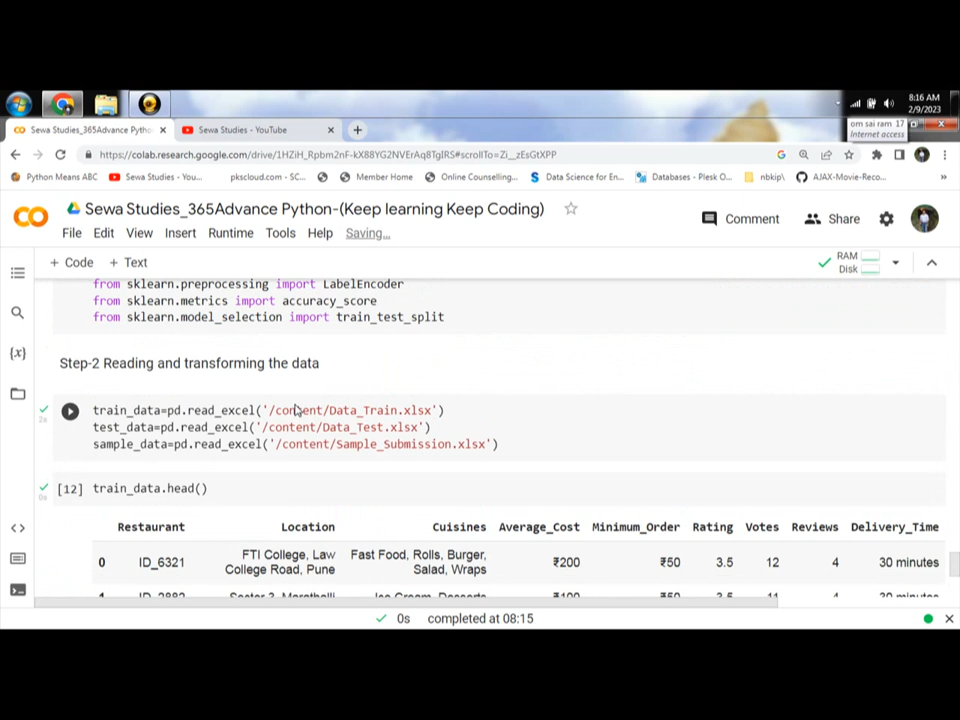 8:16 AM
2/9/2023
om sai ram 17
Internet access
Sewa Studies_365Advance Pytho
Sewa Studies - YouTube
https://colab.research.google.com/drive/1HZiH_Rpbm2nF-kX88YG2NVErAq8TgIRS#scrollTo=Zi__zEsGtXPP
Python Means ABC
Sewa Studies - You...
pkscloud.com - SC...
Member Home
Online Counselling...
Data Science for En...
Databases - Plesk O...
nbkip\
AJAX-Movie-Reco...
»
CO Sewa Studies_365Advance Python-(Keep learning Keep Coding)
Comment
Share
File Edit View Insert Runtime Tools Help Saving...
+ Code + Text
RAM
Disk
from sklearn.preprocessing import LabelEncoder
from sklearn.metrics import accuracy_score
from sklearn.model_selection import train_test_split
{x}
Step-2 Reading and transforming the data
train_data=pd.read_excel('/content/Data_Train.xlsx')
2s
test_data=pd.read_excel('/content/Data_Test.xlsx')
sample_data=pd.read_excel('/content/Sample_Submission.xlsx')
[12] train_data.head()
0s
Restaurant Location Cuisines Average_Cost Minimum_Order Rating Votes Reviews Delivery_Time
0 ID_6321 FTI College, Law College Road, Pune Fast Food, Rolls, Burger, Salad, Wraps ₹200 ₹50 3.5 12 4 30 minutes
0s completed at 08:15